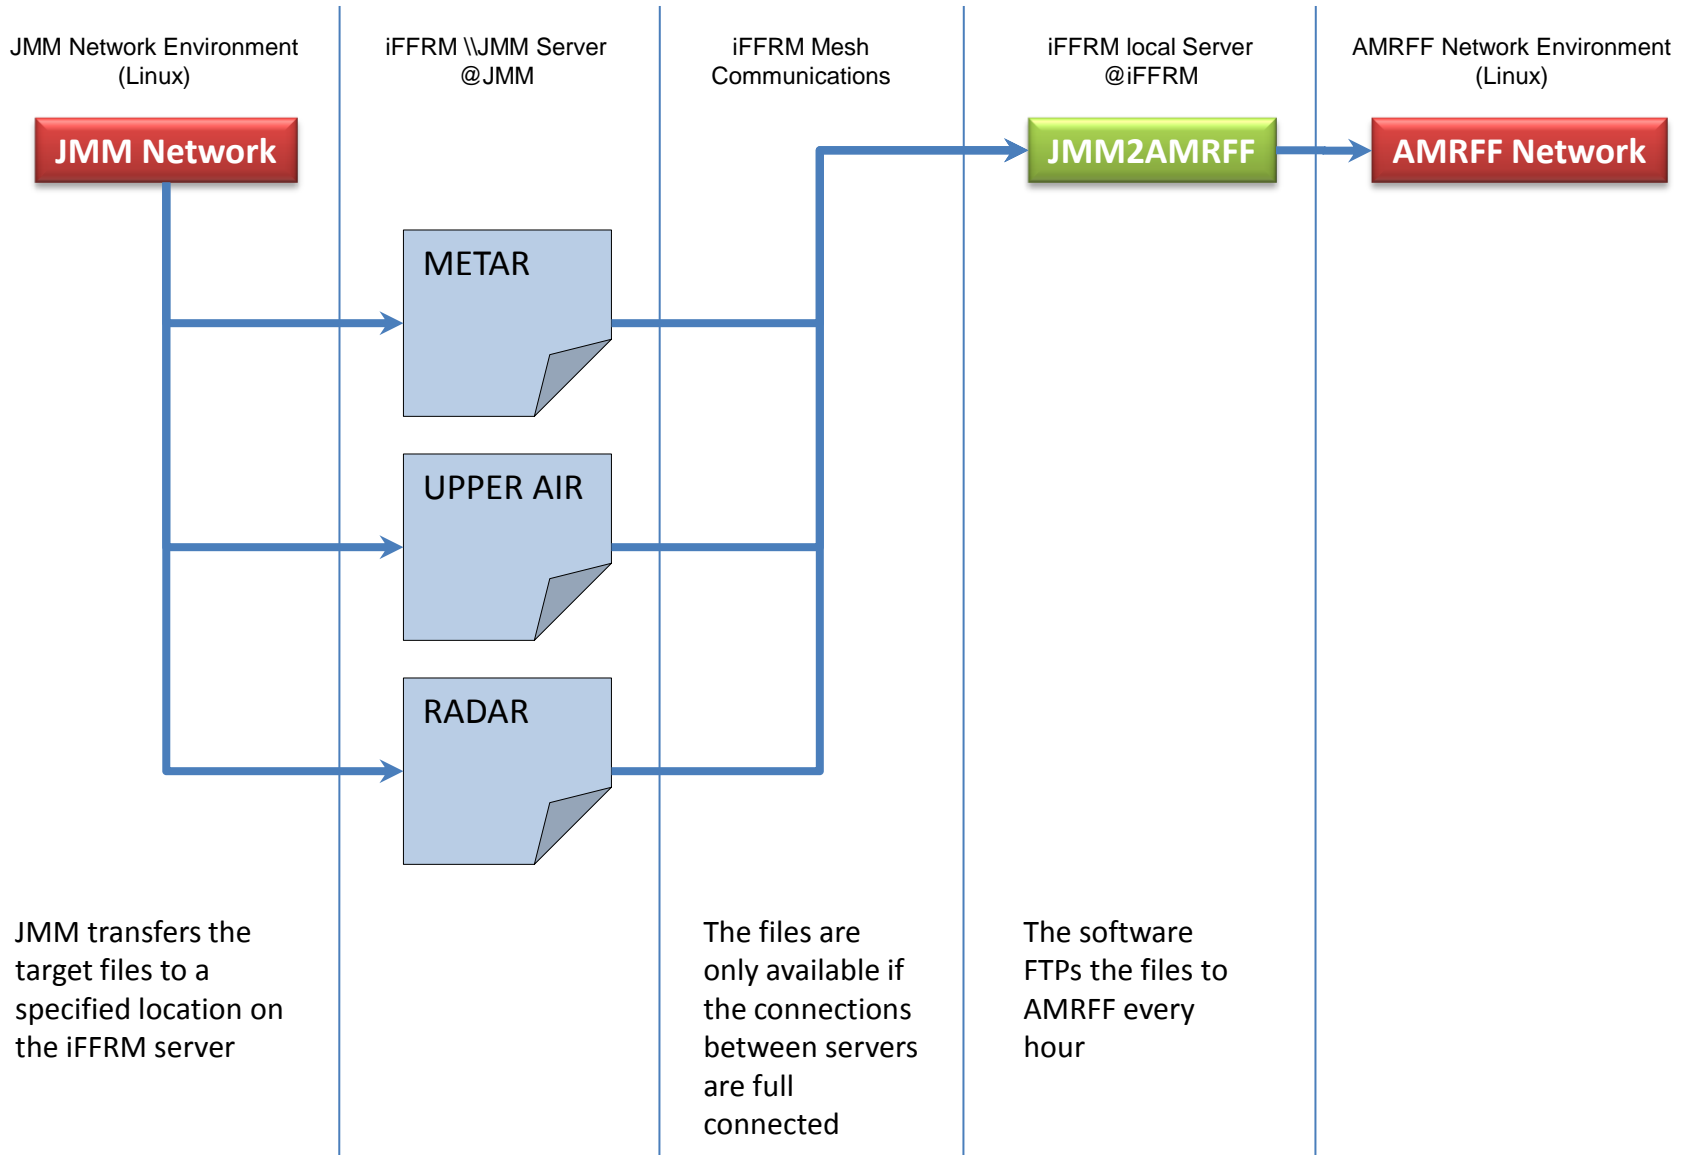 JMM Network Environment
(Linux)
iFFRM \\JMM Server
@JMM
iFFRM Mesh
Communications
iFFRM local Server
@iFFRM
AMRFF Network Environment
(Linux)
JMM Network
JMM2AMRFF
AMRFF Network
METAR
UPPER AIR
RADAR
JMM transfers the
target files to a
specified location on
the iFFRM server
The files are
only available if
the connections
between servers
are full
connected
The software
FTPs the files to
AMRFF every
hour